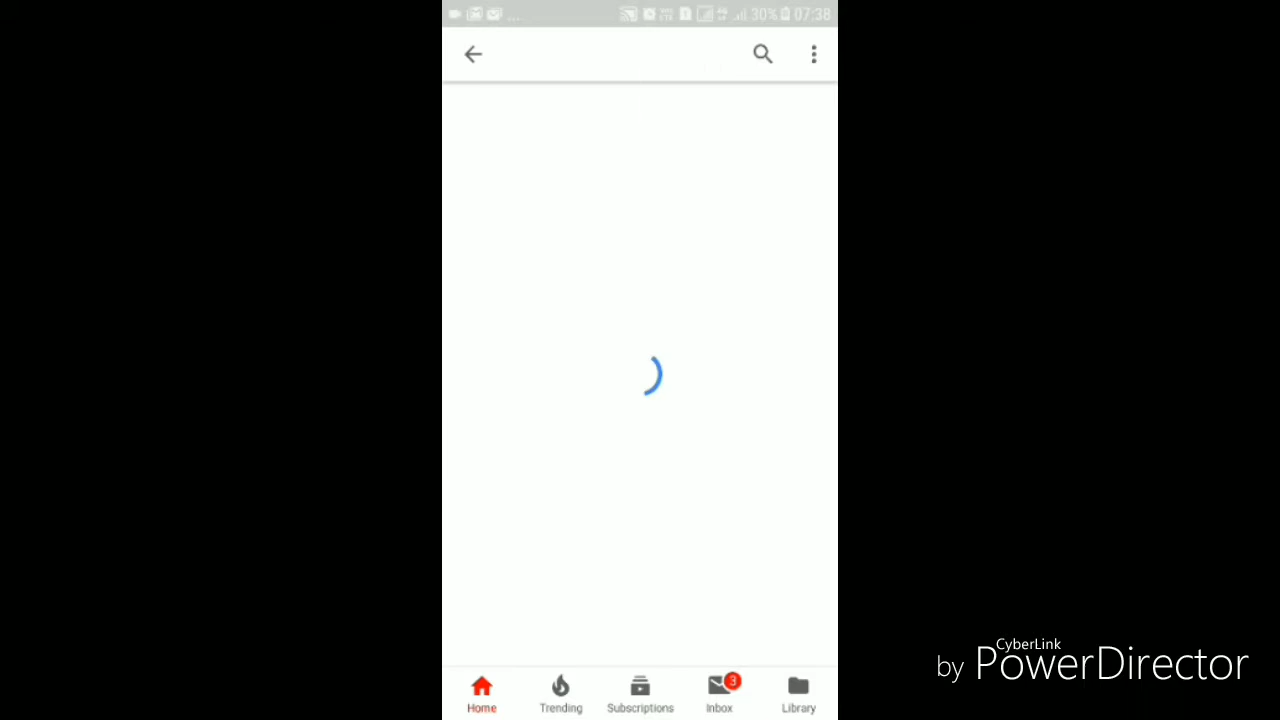 30% 07:38
3
Home Trending Subscriptions Inbox Library
CyberLink
by PowerDirector